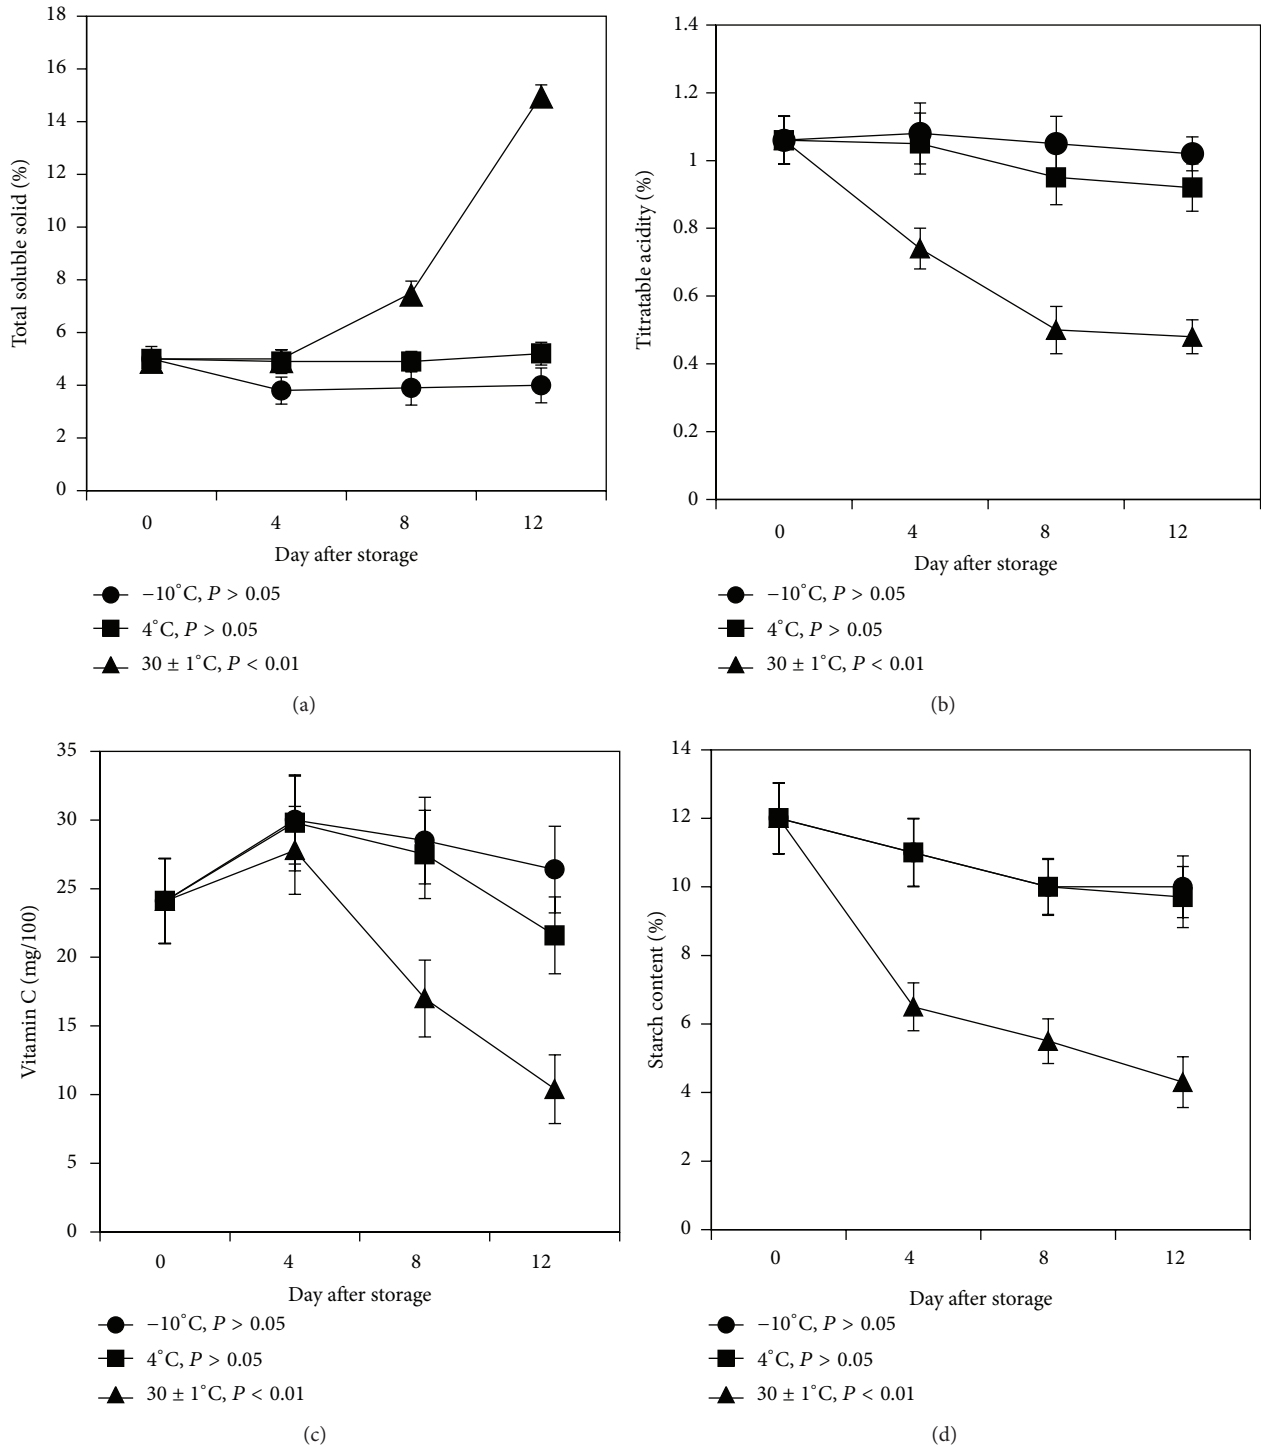 Total soluble solid (%)
18
16
14
12
10
8
6
4
2
0
0 4 8 12
Day after storage
−10°C, P > 0.05
4°C, P > 0.05
30 ± 1°C, P < 0.01
(a)
Titratable acidity (%)
1.4
1.2
1
0.8
0.6
0.4
0.2
0
0 4 8 12
Day after storage
−10°C, P > 0.05
4°C, P > 0.05
30 ± 1°C, P < 0.01
(b)
Vitamin C (mg/100)
35
30
25
20
15
10
5
0
0 4 8 12
Day after storage
−10°C, P > 0.05
4°C, P > 0.05
30 ± 1°C, P < 0.01
(c)
Starch content (%)
14
12
10
8
6
4
2
0
0 4 8 12
Day after storage
−10°C, P > 0.05
4°C, P > 0.05
30 ± 1°C, P < 0.01
(d)